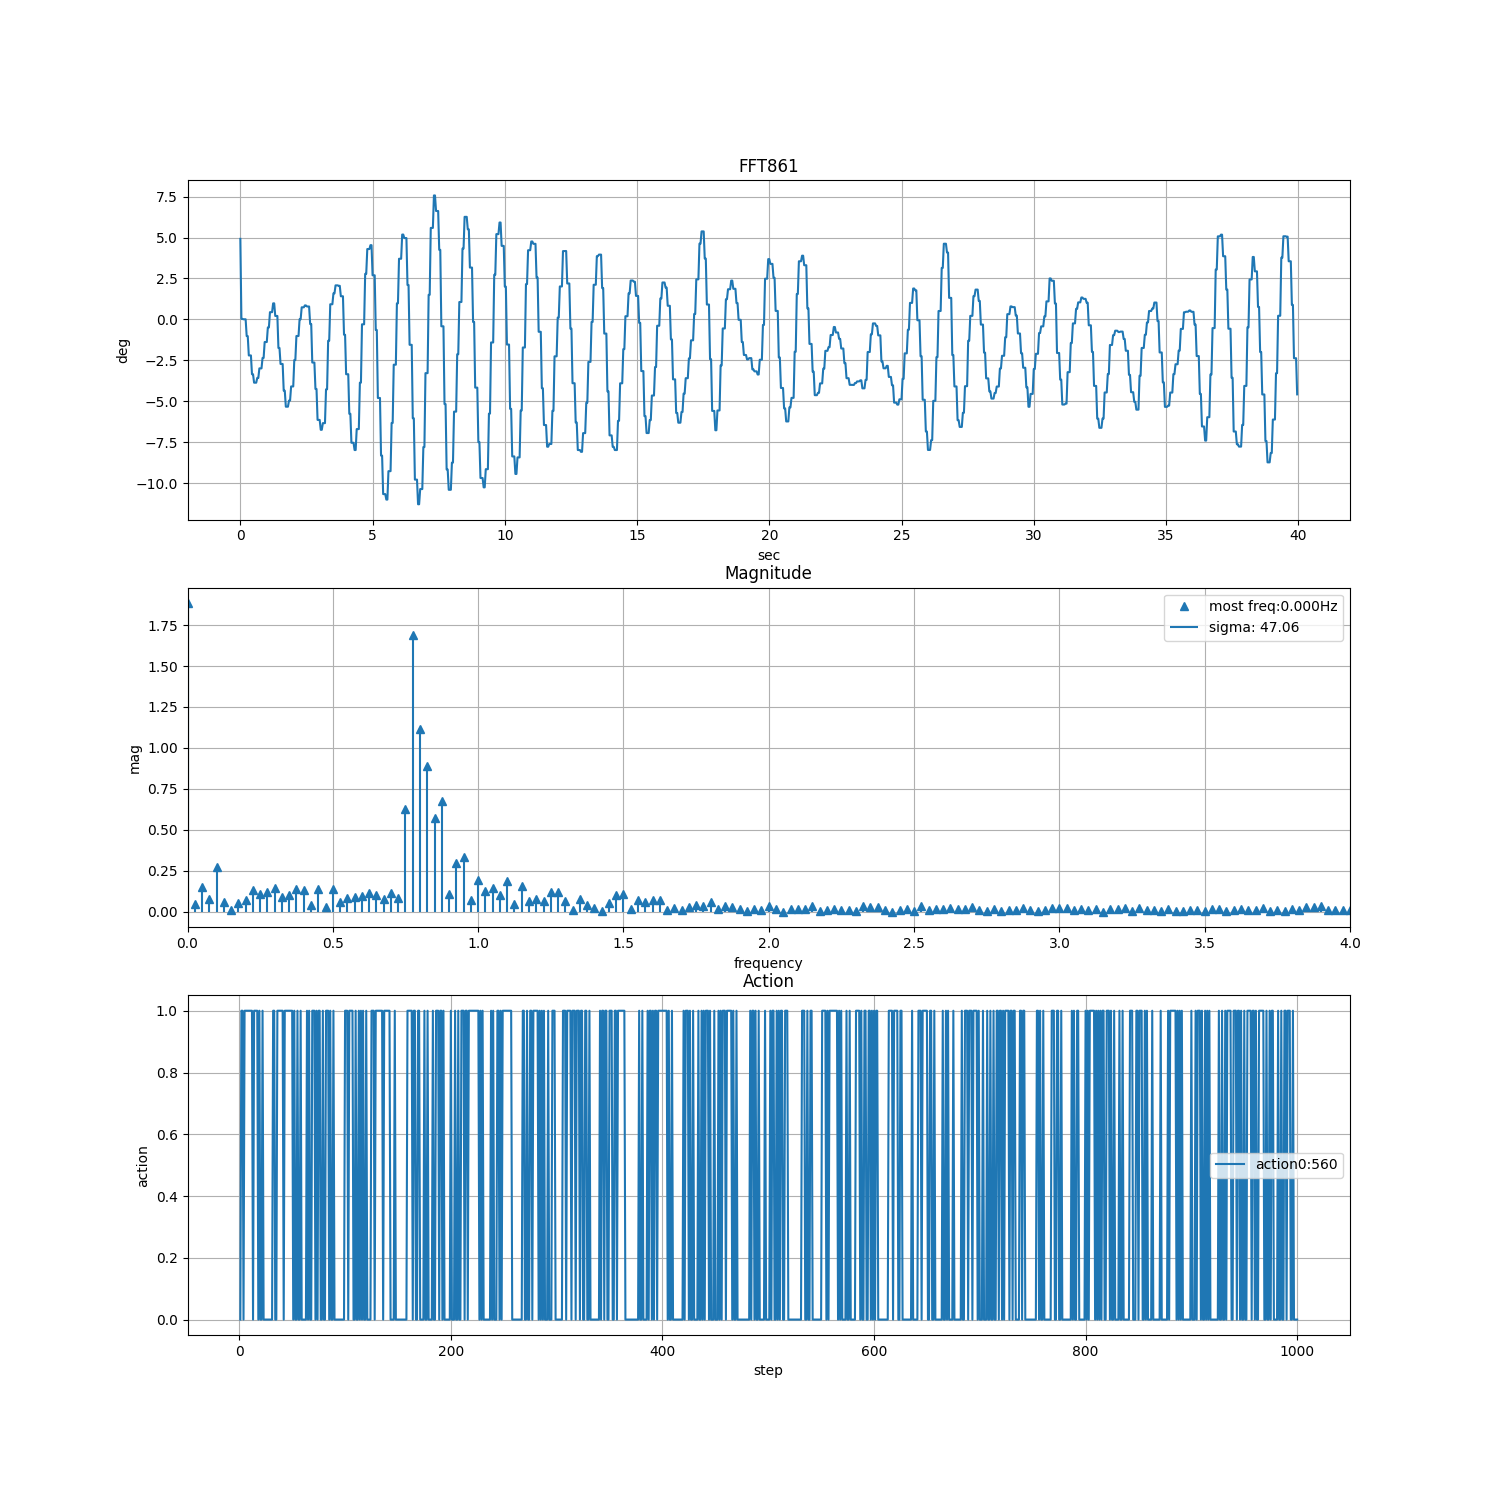 FFT861
7.5
5.0
2.5
0.0
−2.5
−5.0
−7.5
−10.0
deg
0 5 10 15 20 25 30 35 40
sec
Magnitude
most freq:0.000Hz
sigma: 47.06
1.75
1.50
1.25
1.00
0.75
0.50
0.25
0.00
mag
0.0 0.5 1.0 1.5 2.0 2.5 3.0 3.5 4.0
frequency
Action
1.0
0.8
0.6
0.4
0.2
0.0
action
action0:560
0 200 400 600 800 1000
step